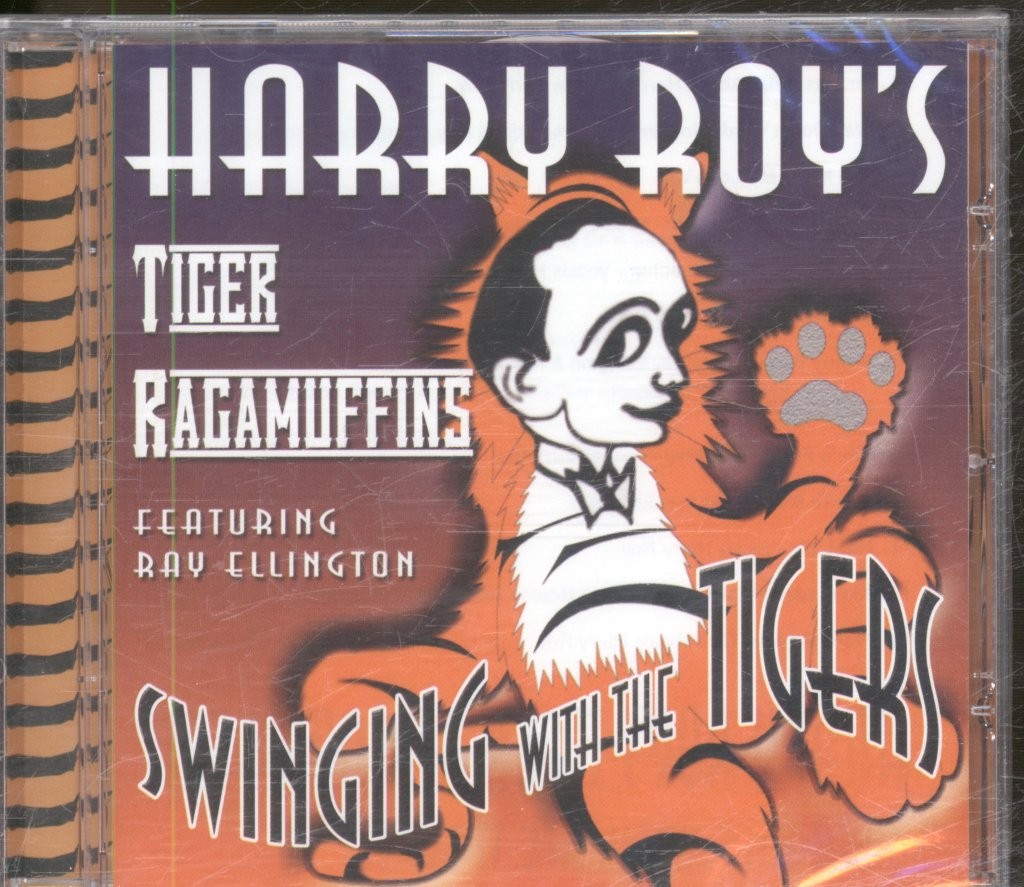 HARRY ROY'S
TIGER
RAGAMUFFINS
FEATURING
RAY ELLINGTON
SWINGING WITH THE TIGERS